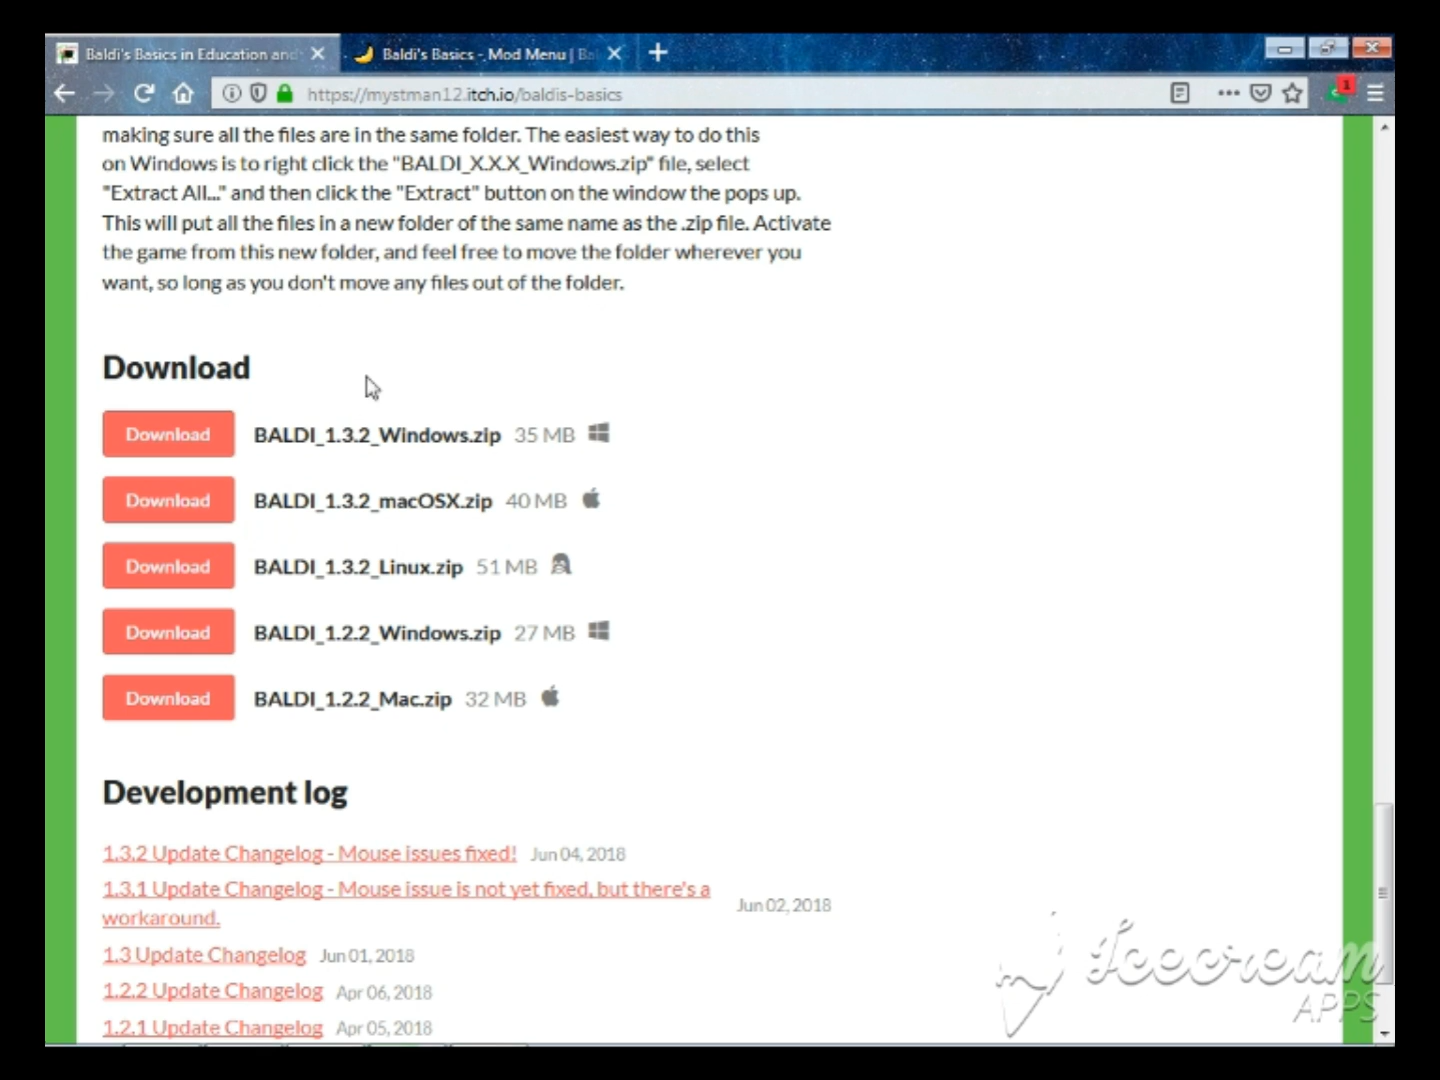 Baldi's Basics in Education and
Baldi's Basics - Mod Menu | Ba
https://mystman12.itch.io/baldis-basics
1
making sure all the files are in the same folder. The easiest way to do this
on Windows is to right click the "BALDI_X.X.X_Windows.zip" file, select
"Extract All..." and then click the "Extract" button on the window the pops up.
This will put all the files in a new folder of the same name as the .zip file. Activate
the game from this new folder, and feel free to move the folder wherever you
want, so long as you don't move any files out of the folder.
Download
Download BALDI_1.3.2_Windows.zip 35 MB
Download BALDI_1.3.2_macOSX.zip 40 MB
Download BALDI_1.3.2_Linux.zip 51 MB
Download BALDI_1.2.2_Windows.zip 27 MB
Download BALDI_1.2.2_Mac.zip 32 MB
Development log
1.3.2 Update Changelog - Mouse issues fixed! Jun 04, 2018
1.3.1 Update Changelog - Mouse issue is not yet fixed, but there's a
workaround. Jun 02, 2018
1.3 Update Changelog Jun 01, 2018
1.2.2 Update Changelog Apr 06, 2018
1.2.1 Update Changelog Apr 05, 2018
Icecream
APPS